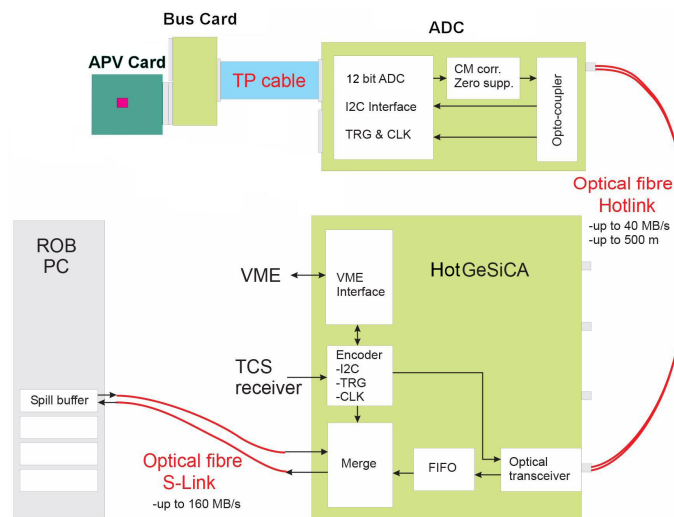 Bus Card
ADC
APV Card
TP cable
12 bit ADC
I2C Interface
TRG & CLK
CM corr.
Zero supp.
Opto-coupler
Optical fibre
Hotlink
-up to 40 MB/s
-up to 500 m
ROB
PC
Spill buffer
VME
VME
Interface
HotGeSiCA
TCS
receiver
Encoder
-I2C
-TRG
-CLK
Merge
FIFO
Optical
transceiver
Optical fibre
S-Link
-up to 160 MB/s